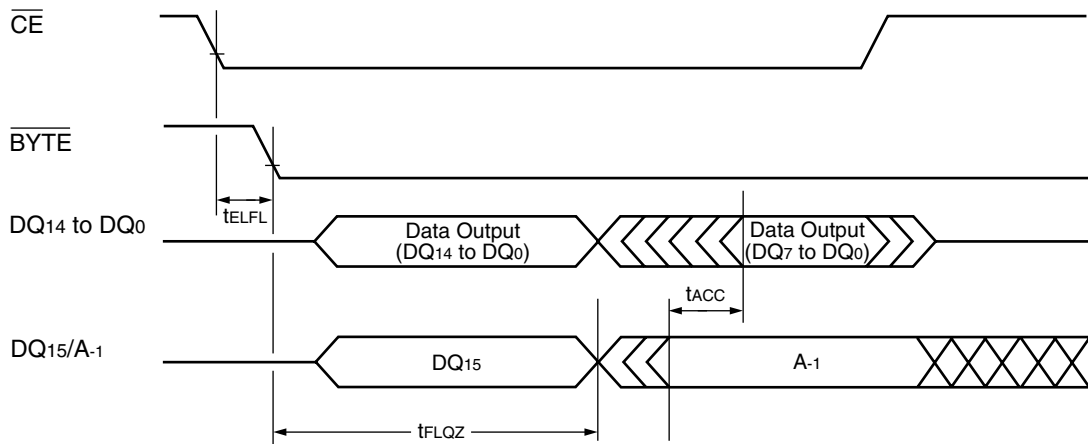 CE
BYTE
tELFL
DQ14 to DQ0
Data Output
(DQ14 to DQ0)
Data Output
(DQ7 to DQ0)
tACC
DQ15/A-1
DQ15
A-1
tFLQZ